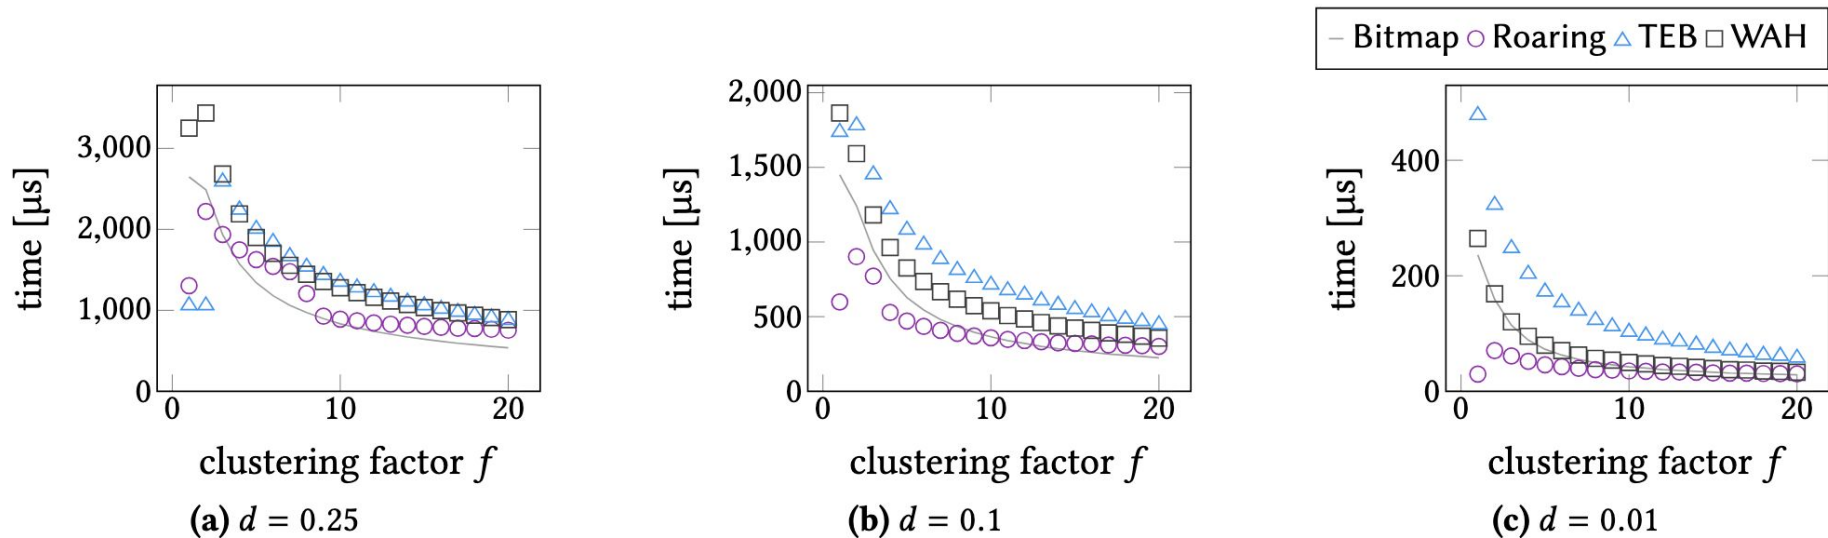 Bitmap Roaring TEB WAH
time [µs]
3,000
2,000
1,000
0
0 10 20
clustering factor f
(a) d = 0.25
time [µs]
2,000
1,500
1,000
500
0
0 10 20
clustering factor f
(b) d = 0.1
time [µs]
400
200
0
0 10 20
clustering factor f
(c) d = 0.01